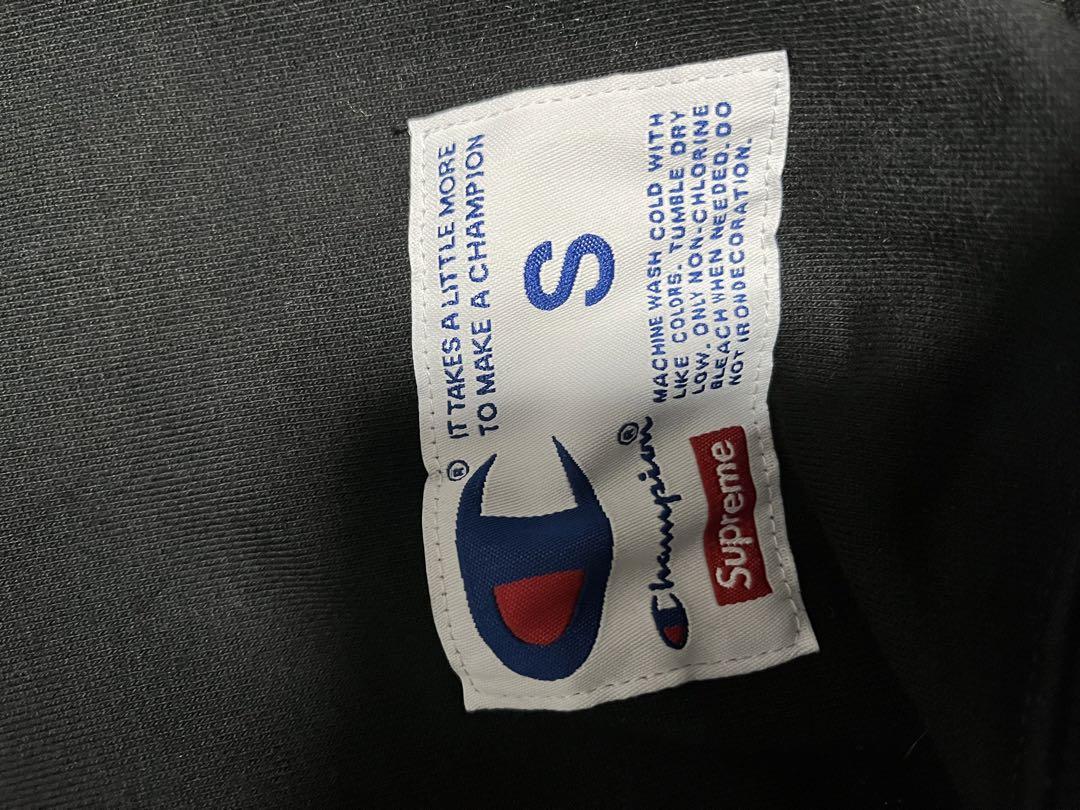 ® IT TAKES A LITTLE MORE
TO MAKE A CHAMPION
S
Champion®
MACHINE WASH COLD WITH
LIKE COLORS. TUMBLE DRY
LOW. ONLY NON-CHLORINE
BLEACH WHEN NEEDED. DO
NOT IRON DECORATION.
Supreme